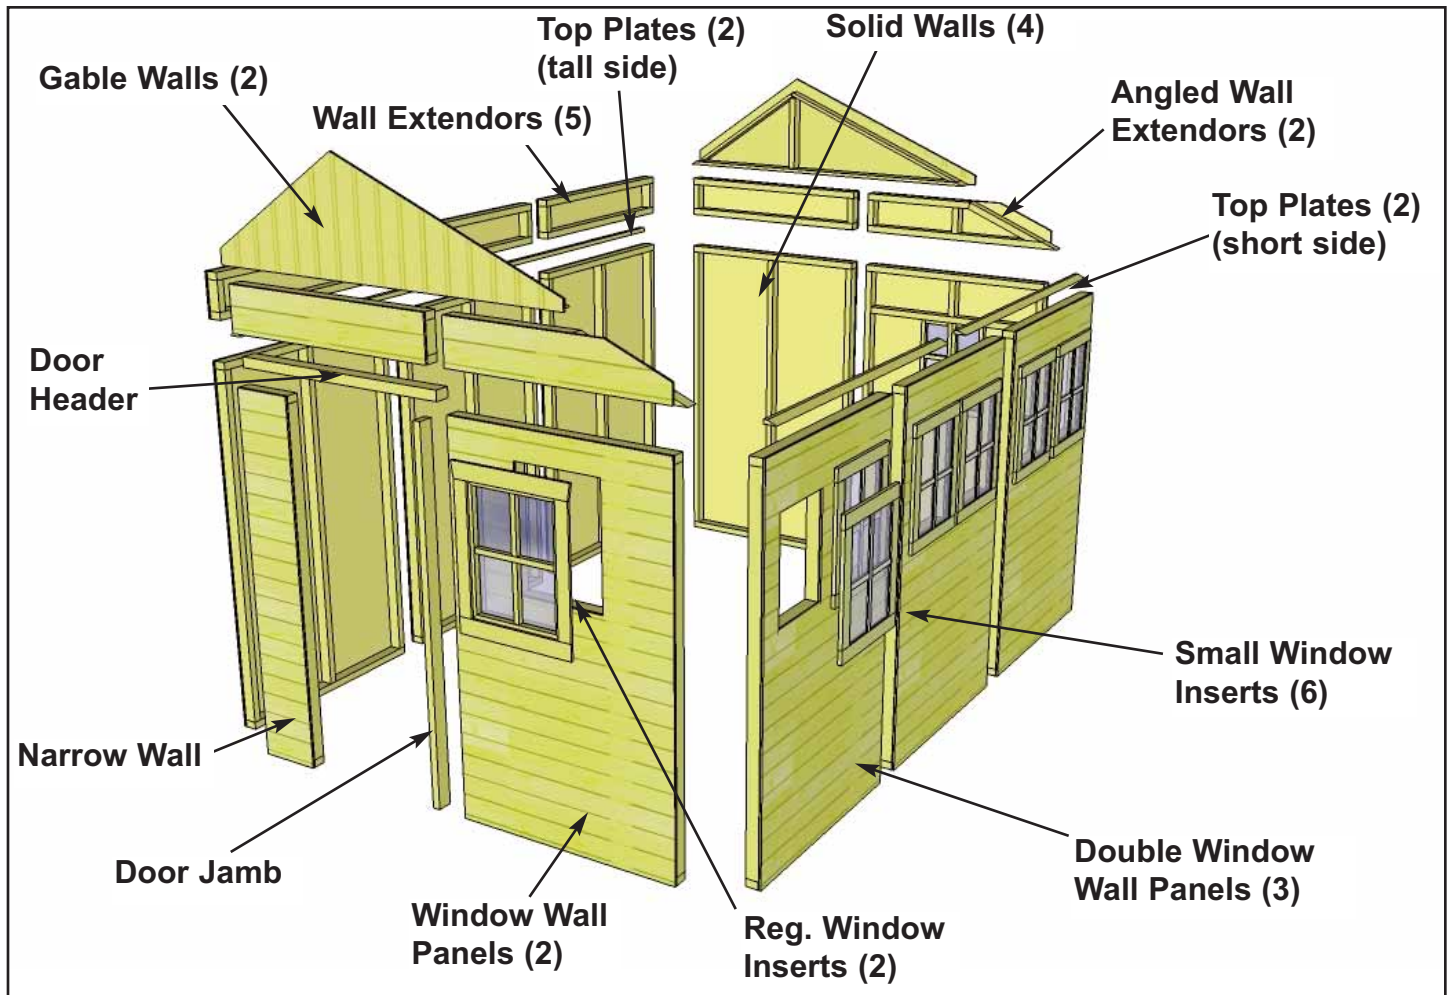 Top Plates (2)
(tall side)
Solid Walls (4)
Gable Walls (2)
Wall Extendors (5)
Angled Wall
Extendors (2)
Top Plates (2)
(short side)
Door
Header
Small Window
Inserts (6)
Narrow Wall
Door Jamb
Double Window
Wall Panels (3)
Window Wall
Panels (2)
Reg. Window
Inserts (2)